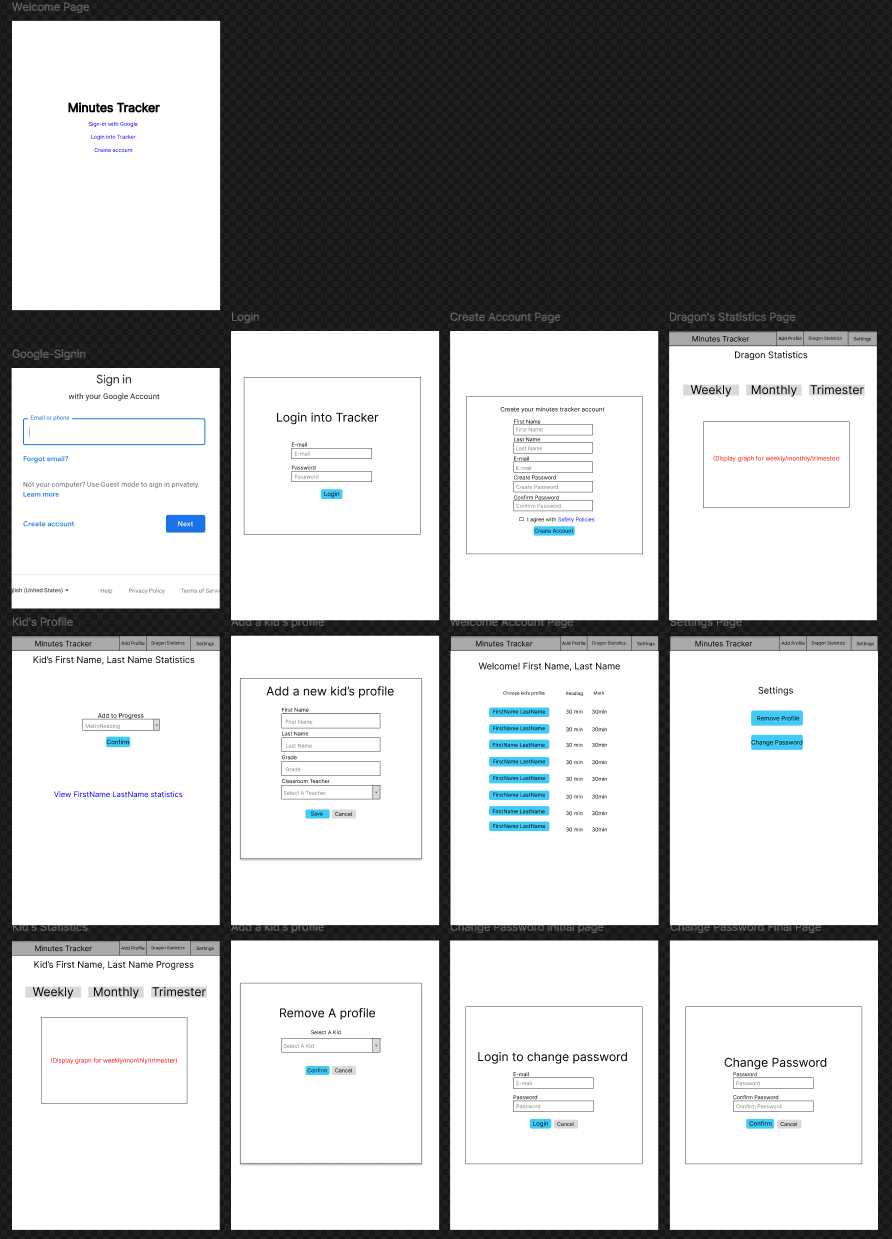 Welcome Page
Minutes Tracker
Sign-in with Google
Login into Tracker
Create account
Google-Signin
Sign in
with your Google Account
Email or phone
Forgot email?
Not your computer? Use Guest mode to sign in privately.
Learn more
Create account
Next
glish (United States)
Help
Privacy Policy
Terms of Servi
Login
Login into Tracker
E-mail
E-mail
Password
Password
Login
Create Account Page
Create your minutes tracker account
First Name
First Name
Last Name
Last Name
E-mail
E-mail
Create Password
Create Password
Confirm Password
Confirm Password
I agree with Safety Policies
Create Account
Dragon's Statistics Page
Minutes Tracker
Add Profile
Dragon Statistics
Settings
Dragon Statistics
Weekly
Monthly
Trimester
(Display graph for weekly/monthly/trimester)
Kid's Profile
Minutes Tracker
Add Profile
Dragon Statistics
Settings
Kid's First Name, Last Name Statistics
Add to Progress
Math/Reading
Confirm
View FirstName LastName statistics
Add a kid's profile
Add a new kid's profile
First Name
First Name
Last Name
Last Name
Grade
Grade
Classroom Teacher
Select A Teacher
Save
Cancel
Welcome Account Page
Minutes Tracker
Add Profile
Dragon Statistics
Settings
Welcome! First Name, Last Name
Choose kid's profile
Reading
Math
FirstName LastName
30 min
30min
FirstName LastName
30 min
30min
FirstName LastName
30 min
30min
FirstName LastName
30 min
30min
FirstName LastName
30 min
30min
FirstName LastName
30 min
30min
FirstName LastName
30 min
30min
FirstName LastName
30 min
30min
Settings Page
Minutes Tracker
Add Profile
Dragon Statistics
Settings
Settings
Remove Profile
Change Password
Kid's Statistics
Minutes Tracker
Add Profile
Dragon Statistics
Settings
Kid's First Name, Last Name Progress
Weekly
Monthly
Trimester
(Display graph for weekly/monthly/trimester)
Add a kid's profile
Remove A profile
Select A Kid
Select A Kid
Confirm
Cancel
Change Password Initial page
Login to change password
E-mail
E-mail
Password
Password
Login
Cancel
Change Password Final Page
Change Password
Password
Password
Confirm Password
Confirm Password
Confirm
Cancel